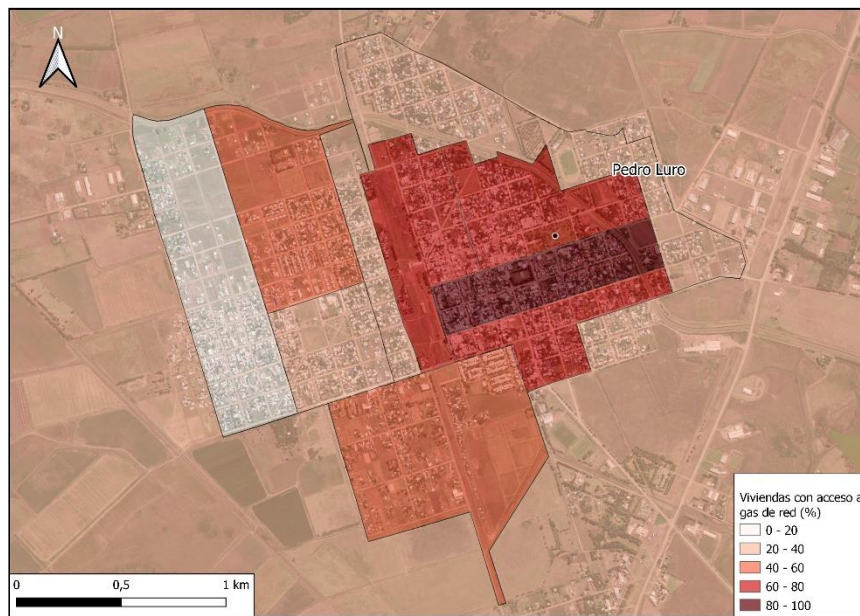 N
Pedro Luro
Viviendas con acceso a
gas de red (%)
0 - 20
20 - 40
40 - 60
60 - 80
80 - 100
0 0,5 1 km